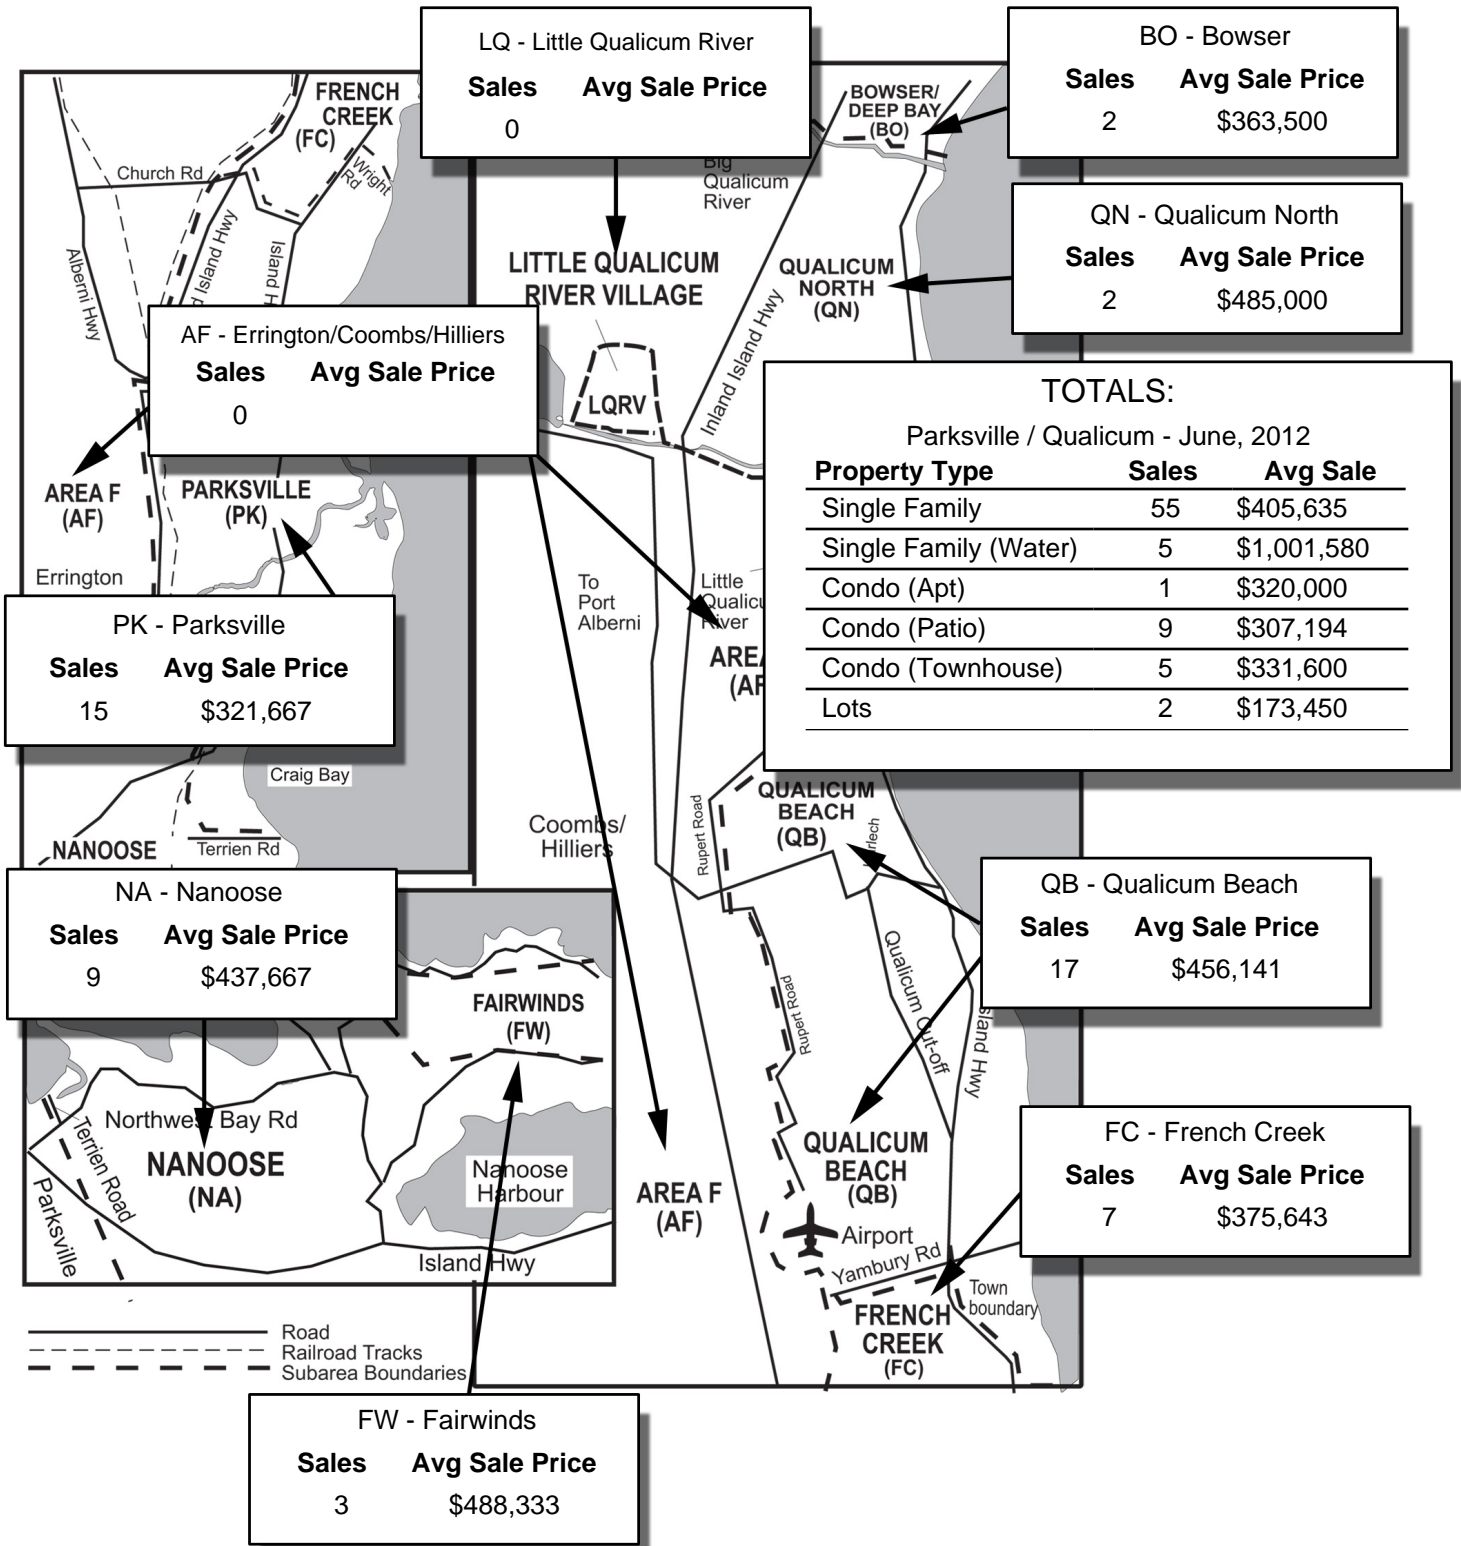 LQ - Little Qualicum River
Sales Avg Sale Price
0
BO - Bowser
Sales Avg Sale Price
2 $363,500
QN - Qualicum North
Sales Avg Sale Price
2 $485,000
FRENCH
CREEK
(FC)
Church Rd
Wright
Rd
Alberni Hwy
Island Hwy
Island
BOWSER/
DEEP BAY
(BO)
Big
Qualicum
River
LITTLE QUALICUM
RIVER VILLAGE
QUALICUM
NORTH
(QN)
Inland Island Hwy
LQRV
AF - Errington/Coombs/Hilliers
Sales Avg Sale Price
0
TOTALS:
Parksville / Qualicum - June, 2012
Property Type Sales Avg Sale
Single Family 55 $405,635
Single Family (Water) 5 $1,001,580
Condo (Apt) 1 $320,000
Condo (Patio) 9 $307,194
Condo (Townhouse) 5 $331,600
Lots 2 $173,450
AREA F
(AF)
PARKSVILLE
(PK)
Errington
To
Port
Alberni
Little
River
PK - Parksville
Sales Avg Sale Price
15 $321,667
Craig Bay
NANOOSE
Terrien Rd
Coombs/
Hilliers
Rupert Road
QUALICUM
BEACH
(QB)
NA - Nanoose
Sales Avg Sale Price
9 $437,667
QB - Qualicum Beach
Sales Avg Sale Price
17 $456,141
Qualicum Cut-off
Rupert Road
Hwy
FAIRWINDS
(FW)
Northwest Bay Rd
NANOOSE
(NA)
Terrien Road
Parksville
Nanoose
Harbour
Island Hwy
AREA F
(AF)
QUALICUM
BEACH
(QB)
Airport
Yambury Rd
FC - French Creek
Sales Avg Sale Price
7 $375,643
Town
boundary
FRENCH
CREEK
(FC)
Road
Railroad Tracks
Subarea Boundaries
FW - Fairwinds
Sales Avg Sale Price
3 $488,333